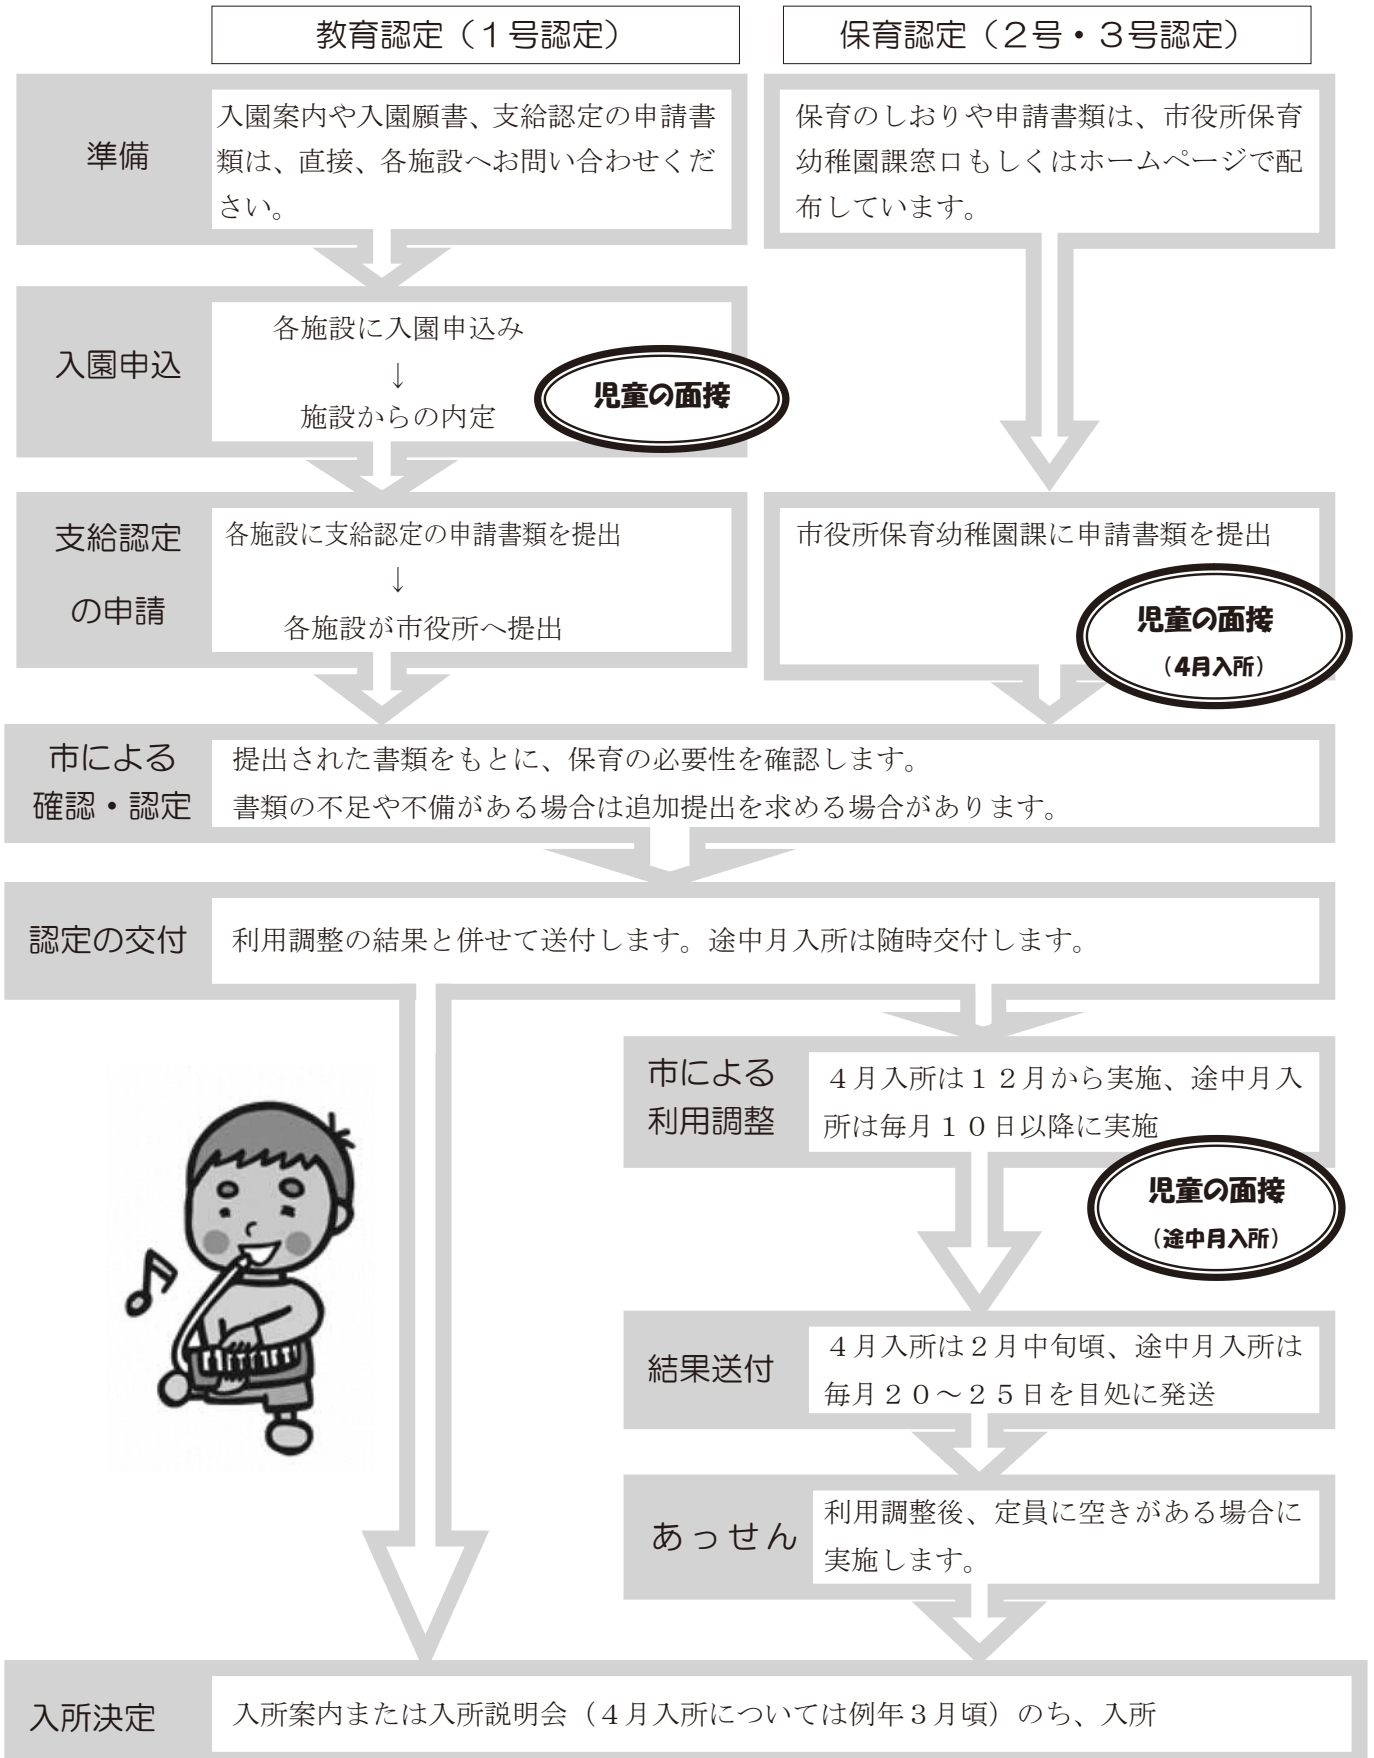 教育認定（１号認定）
保育認定（２号・３号認定）
準備
入園案内や入園願書、支給認定の申請書
類は、直接、各施設へお問い合わせくだ
さい。
保育のしおりや申請書類は、市役所保育
幼稚園課窓口もしくはホームページで配
布しています。
入園申込
各施設に入園申込み
↓
施設からの内定
児童の面接
支給認定
の申請
各施設に支給認定の申請書類を提出
↓
各施設が市役所へ提出
市役所保育幼稚園課に申請書類を提出
児童の面接
（4月入所）
市による
確認・認定
提出された書類をもとに、保育の必要性を確認します。
書類の不足や不備がある場合は追加提出を求める場合があります。
認定の交付
利用調整の結果と併せて送付します。途中月入所は随時交付します。
市による
利用調整
４月入所は１２月から実施、途中月入
所は毎月１０日以降に実施
児童の面接
（途中月入所）
結果送付
４月入所は２月中旬頃、途中月入所は
毎月２０～２５日を目処に発送
あっせん
利用調整後、定員に空きがある場合に
実施します。
入所決定
入所案内または入所説明会（４月入所については例年３月頃）のち、入所